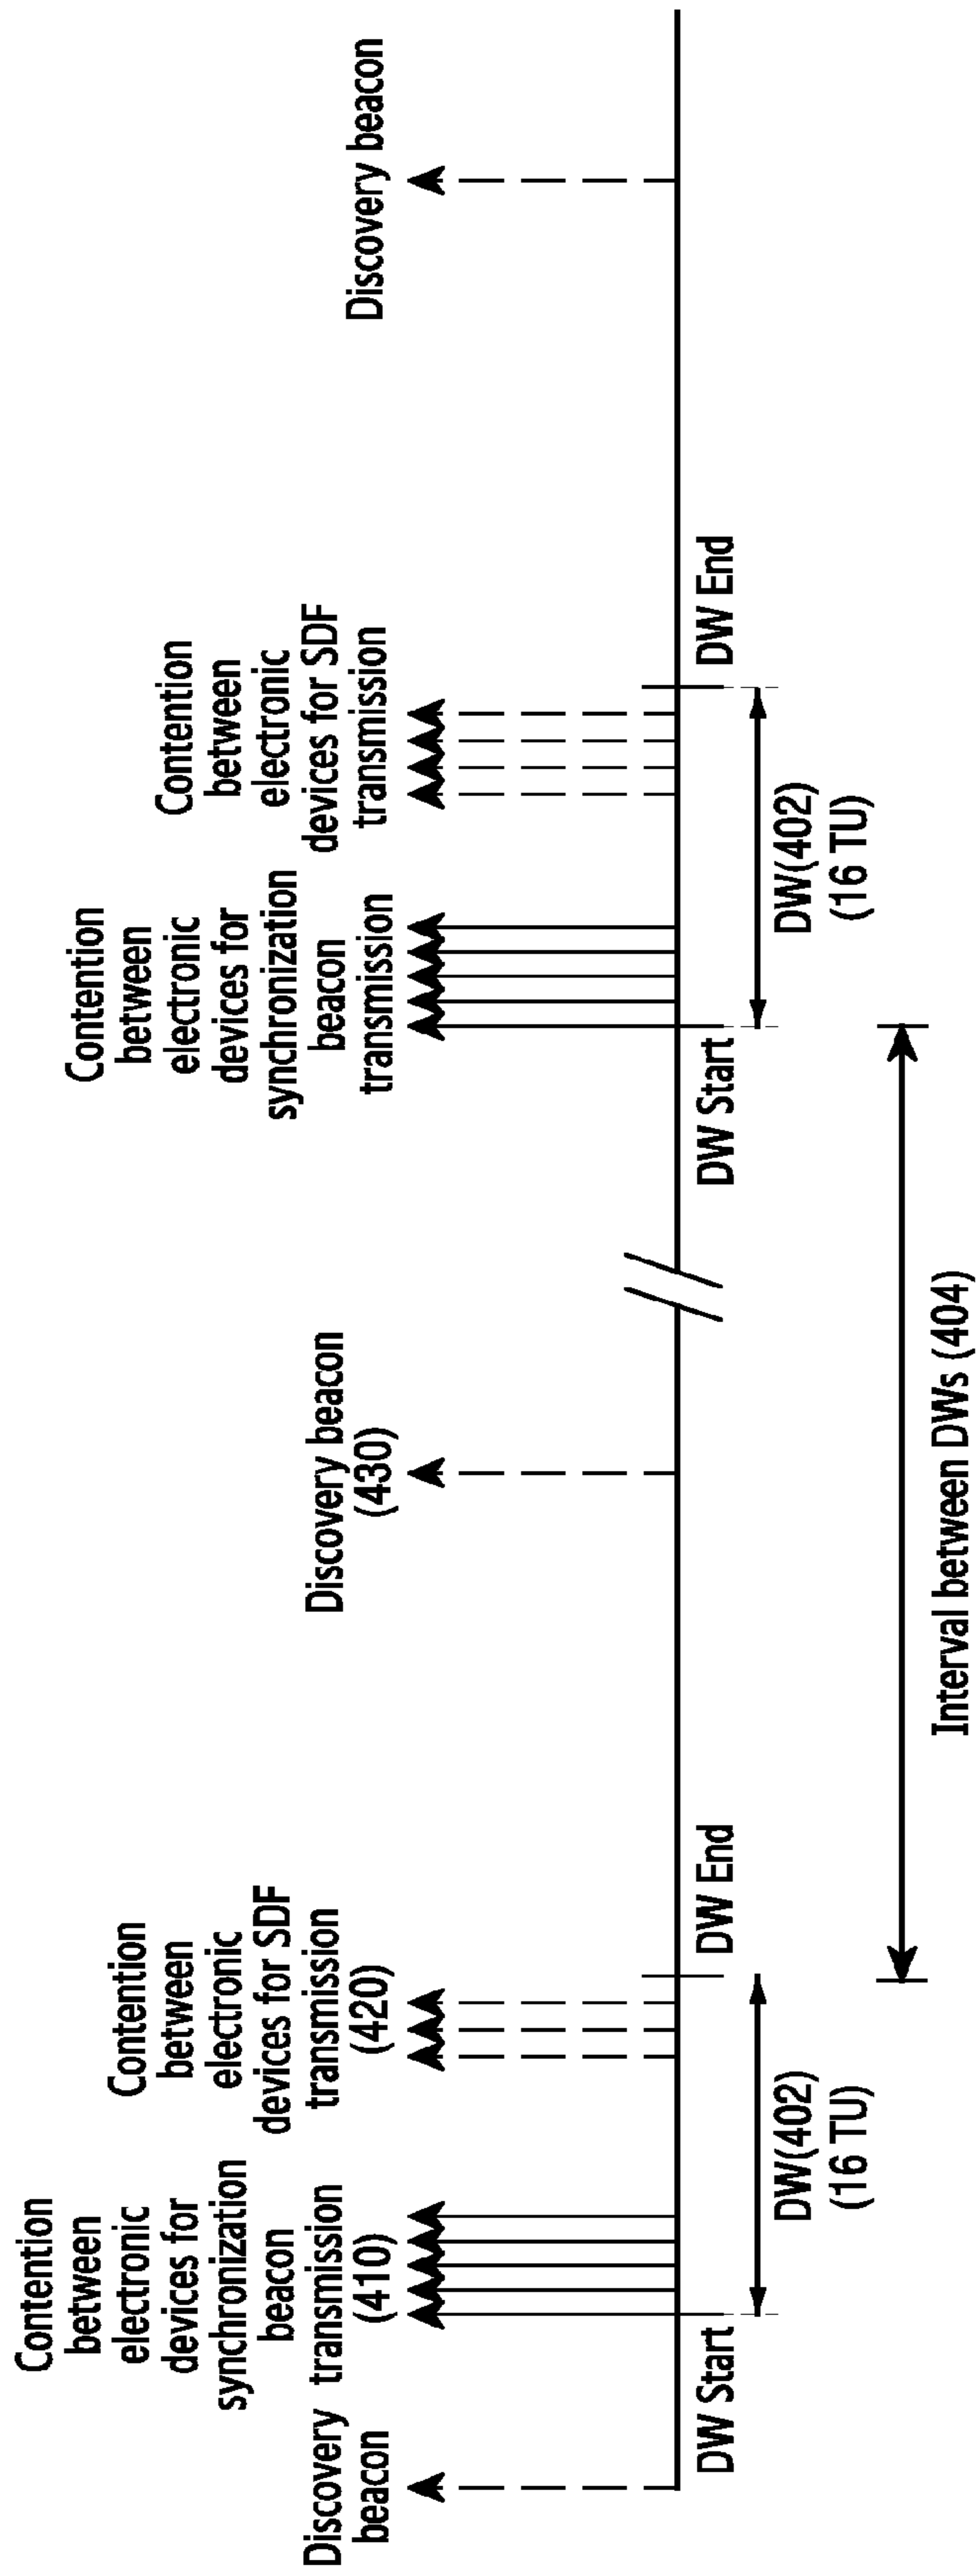 Discovery
beacon
Contention
between
electronic
devices for
synchronization
beacon
transmission
(410)
Contention
between
electronic
devices for SDF
transmission
(420)
Discovery beacon
(430)
Contention
between
electronic
devices for
synchronization
beacon
transmission
Contention
between
electronic
devices for SDF
transmission
Discovery beacon
DW Start
DW End
DW Start
DW End
DW(402)
(16 TU)
DW(402)
(16 TU)
Interval between DWs (404)